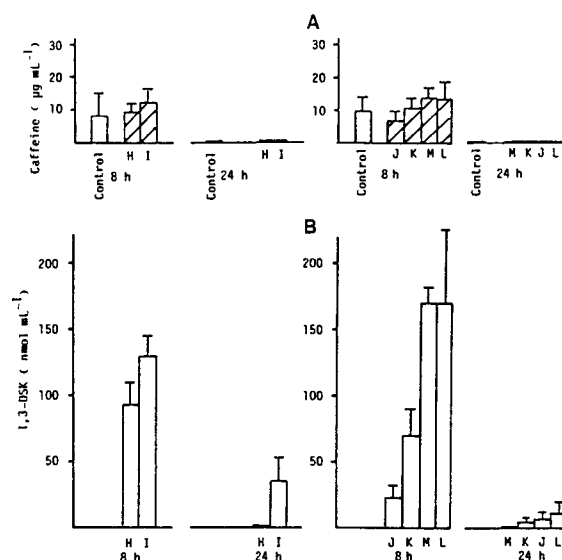 A
Caffeine ( µg mL⁻¹)
30
20
10
30
20
10
Control
H I
8 h
Control
H I
24 h
Control
J K M L
8 h
Control
M K J L
24 h
B
1,3-DSK ( nmol mL⁻¹)
200
150
100
50
200
150
100
50
H I
8 h
H I
24 h
J K M L
8 h
M K J L
24 h